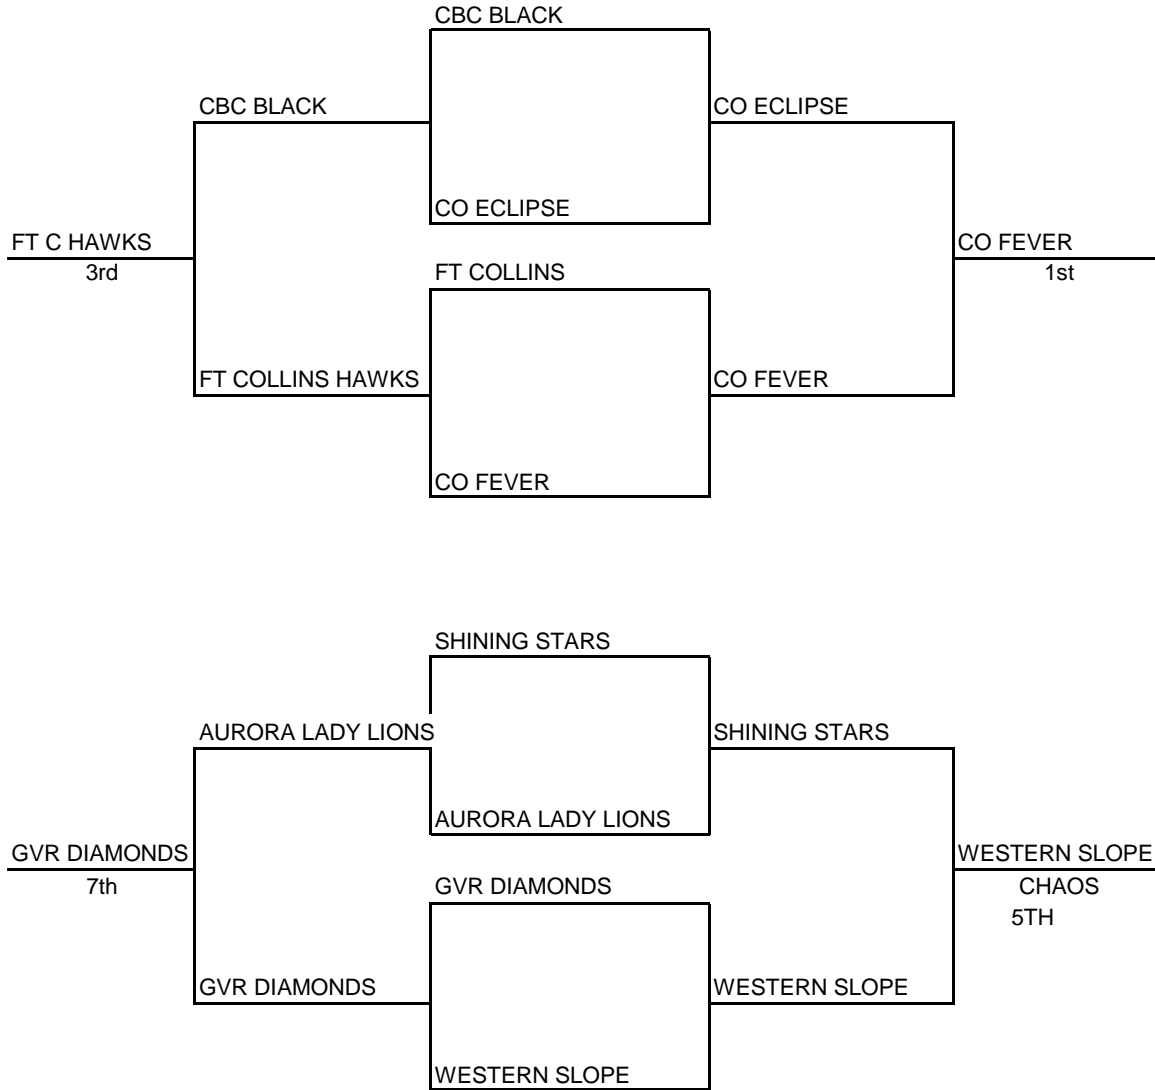 CBC BLACK
CBC BLACK
CO ECLIPSE
CO ECLIPSE
FT C HAWKS
3rd
CO FEVER
1st
FT COLLINS
FT COLLINS HAWKS
CO FEVER
CO FEVER
SHINING STARS
AURORA LADY LIONS
SHINING STARS
AURORA LADY LIONS
GVR DIAMONDS
7th
WESTERN SLOPE
CHAOS
5TH
GVR DIAMONDS
GVR DIAMONDS
WESTERN SLOPE
WESTERN SLOPE